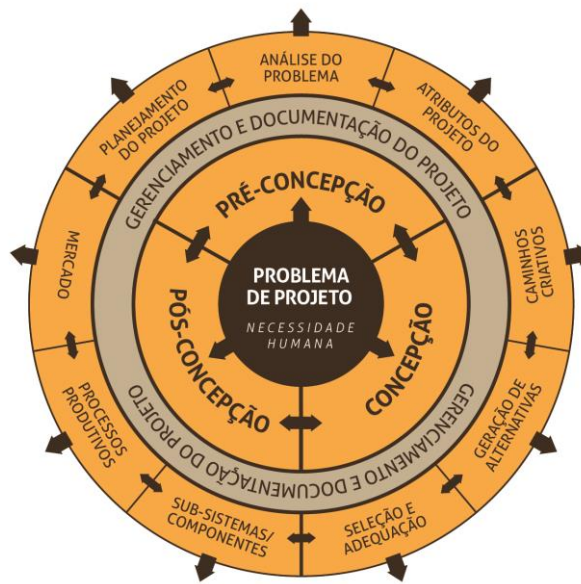 ANÁLISE DO
PROBLEMA
ATRIBUTOS DO
PROJETO
CAMINHOS
CRIATIVOS
GERAÇÃO DE
ALTERNATIVAS
SELEÇÃO E
ADEQUAÇÃO
SUB-SISTEMAS/
COMPONENTES
PROCESSOS
PRODUTIVOS
MERCADO
PLANEJAMENTO
DO PROJETO
GERENCIAMENTO E DOCUMENTAÇÃO DO PROJETO
GERENCIAMENTO E DOCUMENTAÇÃO DO PROJETO
PRÉ-CONCEPÇÃO
CONCEPÇÃO
PÓS-CONCEPÇÃO
PROBLEMA
DE PROJETO
NECESSIDADE
HUMANA